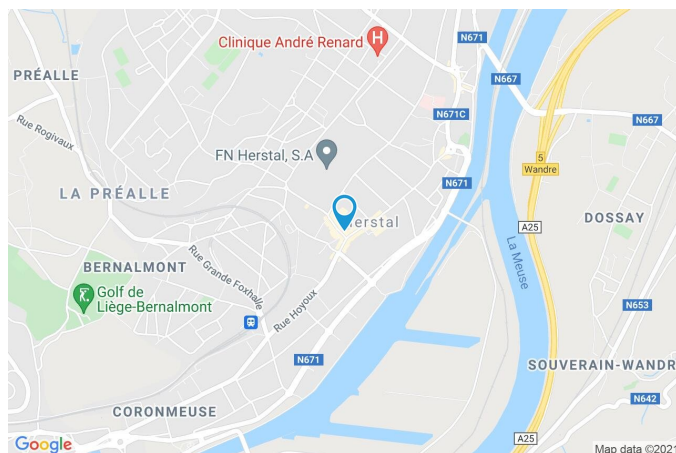 N671
Clinique André Renard
H
PRÉALLE
N667
N671C
N667
Rue Rogivaux
FN Herstal, S.A
5
Wandre
N671
LA PRÉALLE
Herstal
DOSSAY
A25
La Meuse
BERNALMONT
Rue Grande Foxhalle
Golf de
Liège-Bernalmont
N653
Rue Hoyoux
N671
SOUVERAIN-WANDR
N642
CORONMEUSE
A25
Google
Map data ©2021